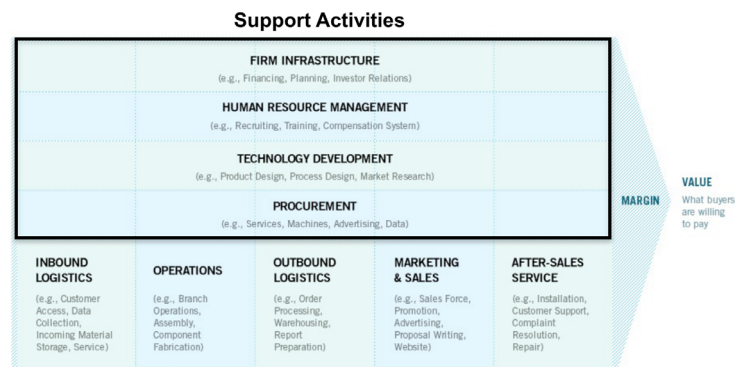 Support Activities
FIRM INFRASTRUCTURE
(e.g., Financing, Planning, Investor Relations)
HUMAN RESOURCE MANAGEMENT
(e.g., Recruiting, Training, Compensation System)
TECHNOLOGY DEVELOPMENT
(e.g., Product Design, Process Design, Market Research)
PROCUREMENT
(e.g., Services, Machines, Advertising, Data)
MARGIN
VALUE
What buyers
are willing
to pay
INBOUND
LOGISTICS
(e.g., Customer
Access, Data
Collection,
Incoming Material
Storage, Service)
OPERATIONS
(e.g., Branch
Operations,
Assembly,
Component
Fabrication)
OUTBOUND
LOGISTICS
(e.g., Order
Processing,
Warehousing,
Report
Preparation)
MARKETING
& SALES
(e.g., Sales Force,
Promotion,
Advertising,
Proposal Writing,
Website)
AFTER-SALES
SERVICE
(e.g., Installation,
Customer Support,
Complaint
Resolution,
Repair)